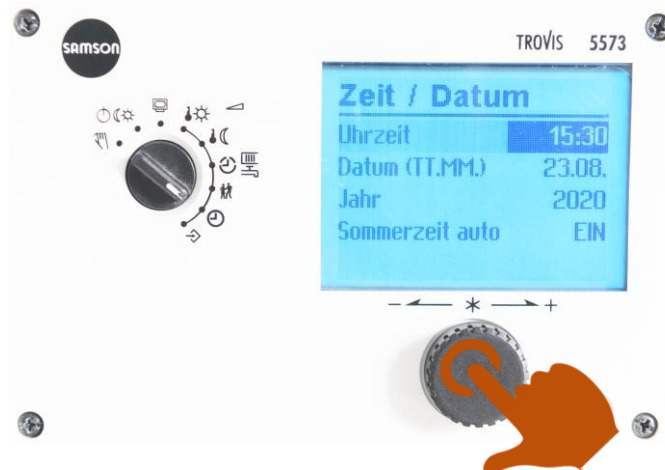 SAMSON
TROVIS 5573
Zeit / Datum
Uhrzeit 15:30
Datum (TT.MM.) 23.08.
Jahr 2020
Sommerzeit auto EIN
− * +